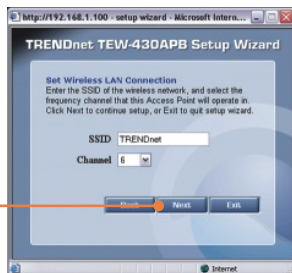 http://192.168.1.100 - setup wizard - Microsoft Intern...
TRENDnet TEW-430APB Setup Wizard
Set Wireless LAN Connection
Enter the SSID of the wireless network, and select the
frequency channel that this Access Point will operate in.
Click Next to continue setup, or Exit to quit setup wizard.
SSID TRENDnet
Channel 6
Back Next Exit
Internet